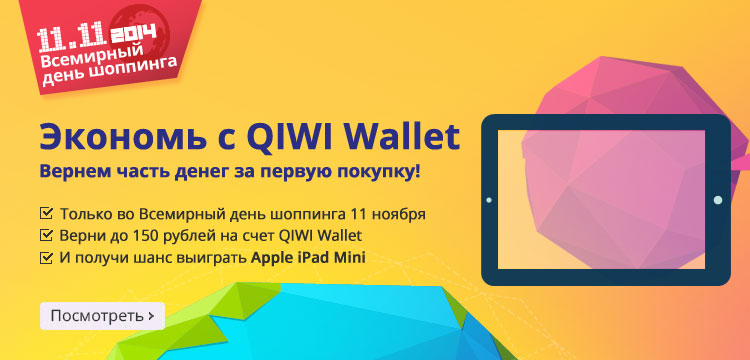 11.11 2014
Всемирный
день шоппинга
Экономь с QIWI Wallet
Вернем часть денег за первую покупку!
Только во Всемирный день шоппинга 11 ноября
Верни до 150 рублей на счет QIWI Wallet
И получи шанс выиграть Apple iPad Mini
Посмотреть ›